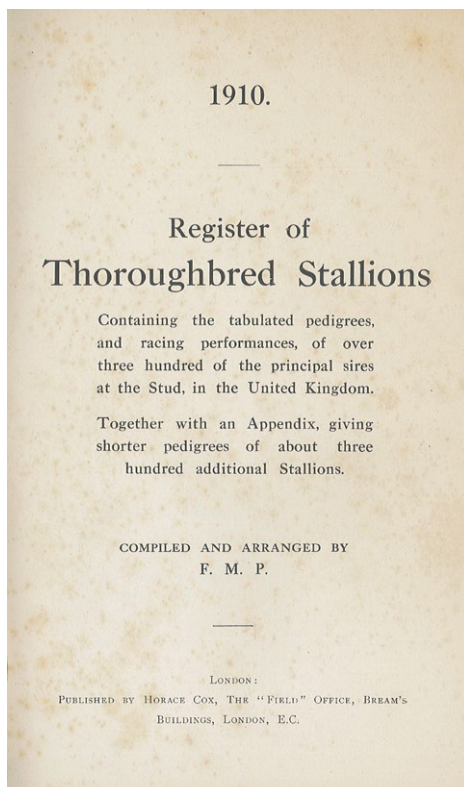 1910.
Register of
Thoroughbred Stallions
Containing the tabulated pedigrees,
and racing performances, of over
three hundred of the principal sires
at the Stud, in the United Kingdom.
Together with an Appendix, giving
shorter pedigrees of about three
hundred additional Stallions.
COMPILED AND ARRANGED BY
F. M. P.
London:
Published by Horace Cox, The "Field" Office, Bream's
Buildings, London, E.C.